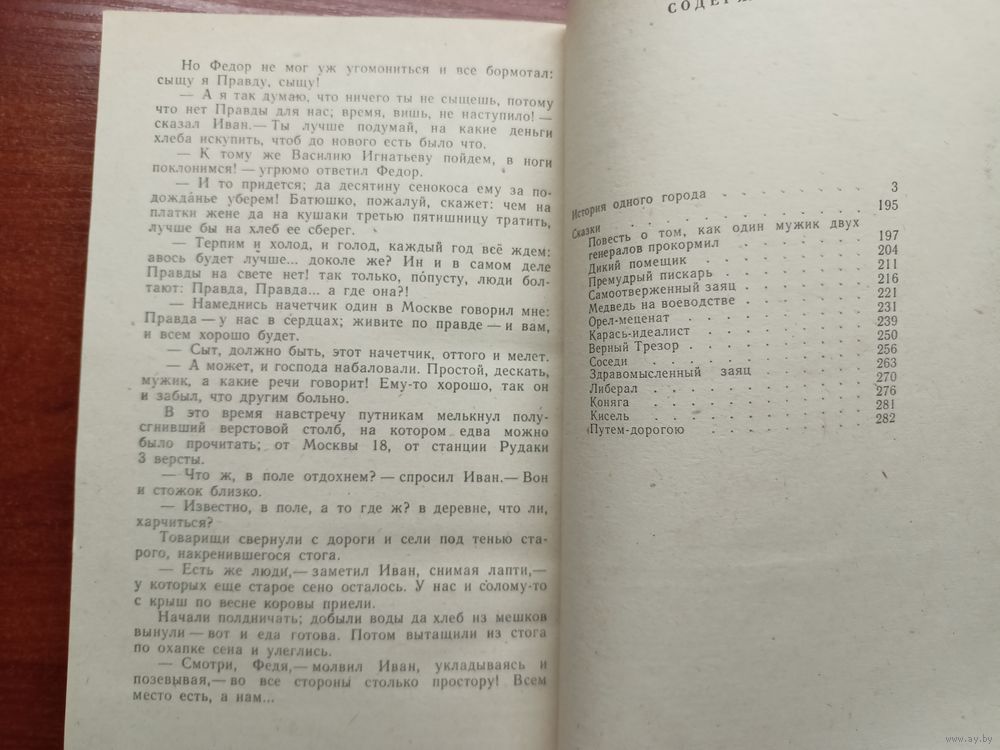 Но Федор не мог уж угомониться и все бормотал:
сыщу я Правду, сыщу!
— А я так думаю, что ничего ты не сыщешь, потому
что нет Правды для нас; время, вишь, не наступило! —
сказал Иван.— Ты лучше подумай, на какие деньги
хлеба искупить, чтоб до нового есть было что.
— К тому же Василию Игнатьеву пойдем, в ноги
поклонимся! — угрюмо ответил Федор.
— И то придется; да десятину сенокоса ему за по-
дожданье уберем! Батюшко, пожалуй, скажет: чем на
платки жене да на кушаки третью пятишницу тратить,
лучше бы на хлеб ее сберег.
— Терпим и холод, и голод, каждый год всё ждем:
авось будет лучше... доколе же? Ин и в самом деле
Правды на свете нет! так только, по́пусту, люди бол-
тают: Правда, Правда... а где она?!
— Намеднись начетчик один в Москве говорил мне:
Правда — у нас в сердцах; живите по правде — и вам,
и всем хорошо будет.
— Сыт, должно быть, этот начетчик, оттого и мелет.
— А может, и господа набаловали. Простой, дескать,
мужик, а какие речи говорит! Ему-то хорошо, так он
и забыл, что другим больно.
В это время навстречу путникам мелькнул полу-
сгнивший верстовой столб, на котором едва можно
было прочитать; от Москвы 18, от станции Рудаки
3 версты.
— Что ж, в поле отдохнем? — спросил Иван.— Вон
и стожок близко.
— Известно, в поле, а то где ж? в деревне, что ли,
харчиться?
Товарищи свернули с дороги и сели под тенью ста-
рого, накренившегося стога.
— Есть же люди,— заметил Иван, снимая лапти,—
у которых еще старое сено осталось. У нас и солому-то
с крыш по весне коровы приели.
Начали полдничать; добыли воды да хлеб из мешков
вынули — вот и еда готова. Потом вытащили из стога
по охапке сена и улеглись.
— Смотри, Федя,— молвил Иван, укладываясь и
позевывая,— во все стороны столько простору! Всем
место есть, а нам...
СОДЕРЖ
История одного города 3
Сказки 195
Повесть о том, как один мужик двух
генералов прокормил 197
Дикий помещик 204
Премудрый пискарь 211
Самоотверженный заяц 216
Медведь на воеводстве 221
Орел-меценат 231
Карась-идеалист 239
Верный Трезор 250
Соседи 256
Здравомысленный заяц 263
Либерал 270
Коняга 276
Кисель 281
Путем-дорогою 282
www.ay.by